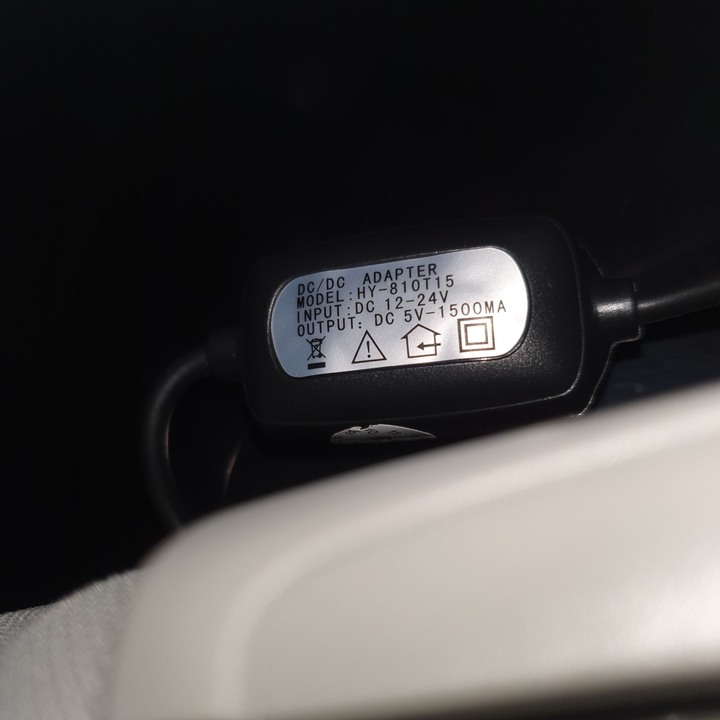 DC/DC ADAPTER
MODEL:HY-810T15
INPUT:DC 12-24V
OUTPUT: DC 5V-1500MA